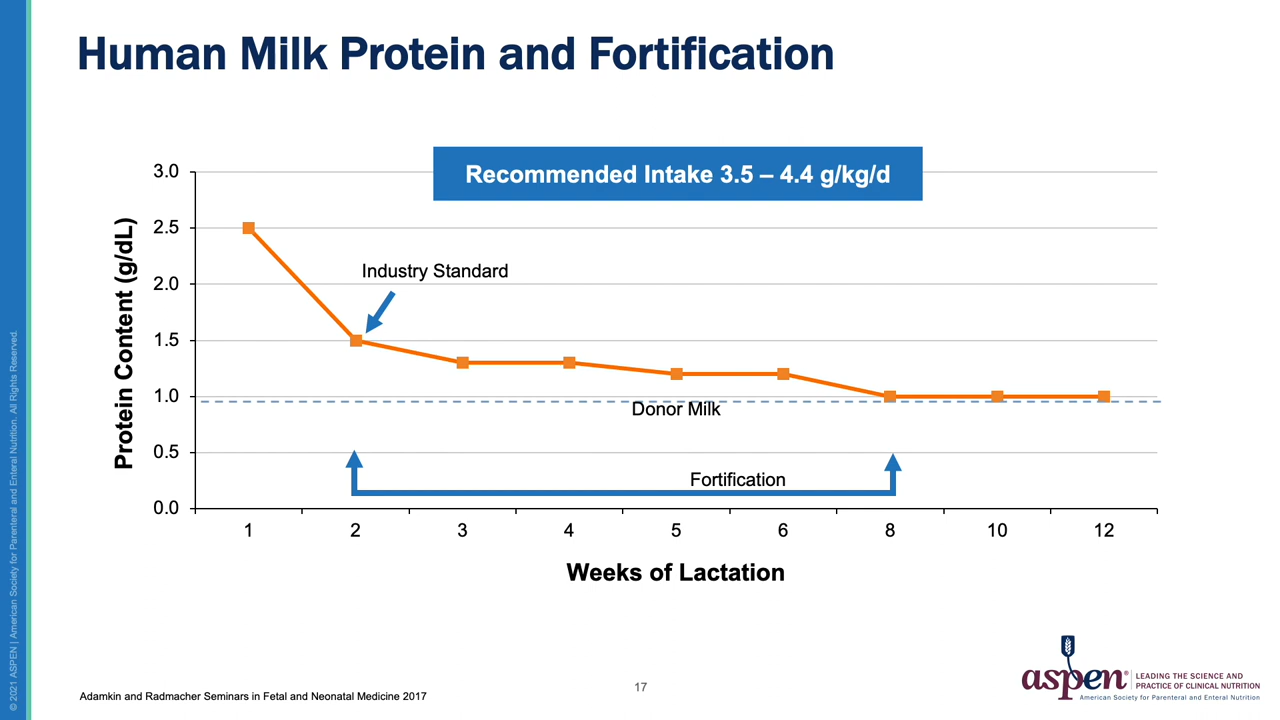 Human Milk Protein and Fortification
Recommended Intake 3.5 – 4.4 g/kg/d
Protein Content (g/dL)
3.0
2.5
2.0
1.5
1.0
0.5
0.0
Industry Standard
Donor Milk
Fortification
1 2 3 4 5 6 8 10 12
Weeks of Lactation
Adamkin and Radmacher Seminars in Fetal and Neonatal Medicine 2017
17
aspen®
LEADING THE SCIENCE AND
PRACTICE OF CLINICAL NUTRITION
American Society for Parenteral and Enteral Nutrition
© 2021 ASPEN | American Society for Parenteral and Enteral Nutrition. All Rights Reserved.